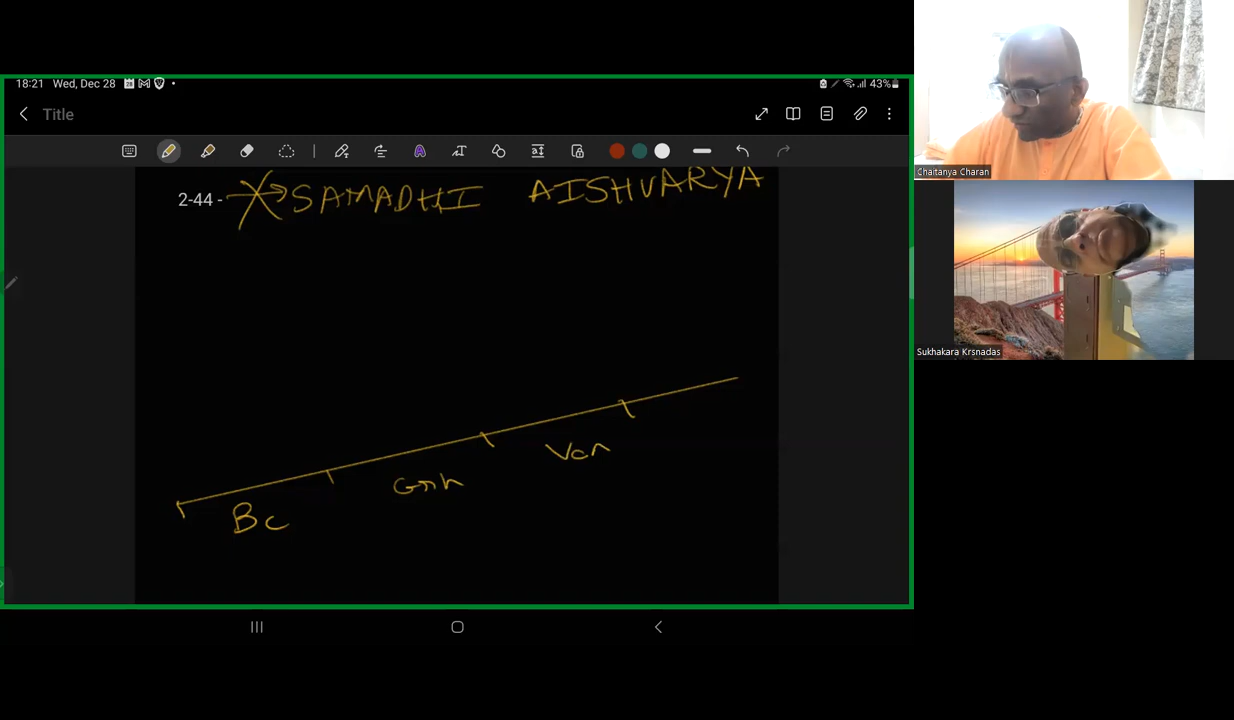 18:21 Wed, Dec 28
43%
Title
2-44 - SAMADHI AISHVARYA
Van
Grh
Bc
Chaitanya Charan
Sukhakara Krsnadas